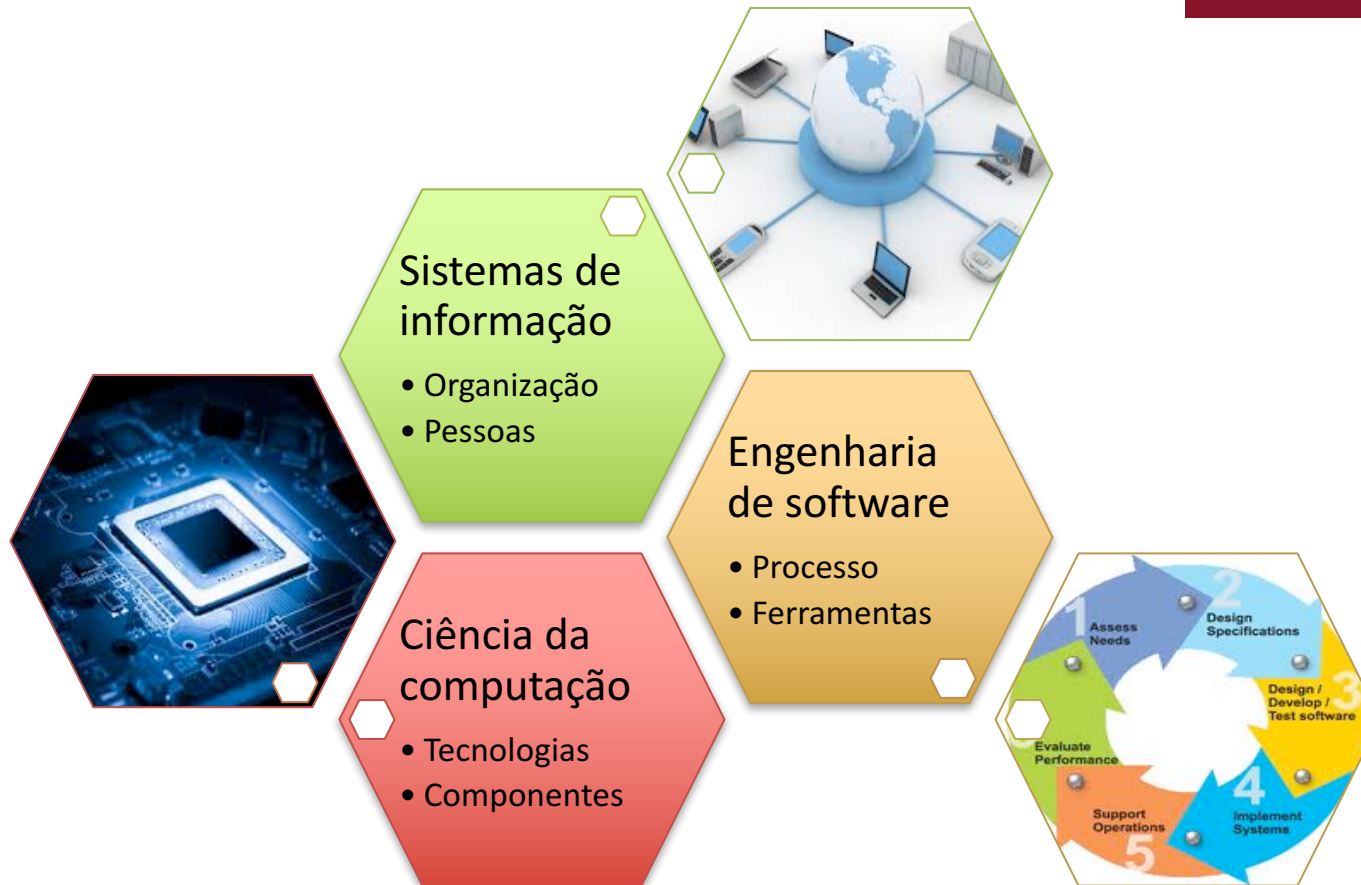 Sistemas de
informação
• Organização
• Pessoas
Engenharia
de software
• Processo
• Ferramentas
Ciência da
computação
• Tecnologias
• Componentes
1
Assess
Needs
2
Design
Specifications
3
Design /
Develop /
Test software
4
Implement
Systems
5
Support
Operations
Evaluate
Performance